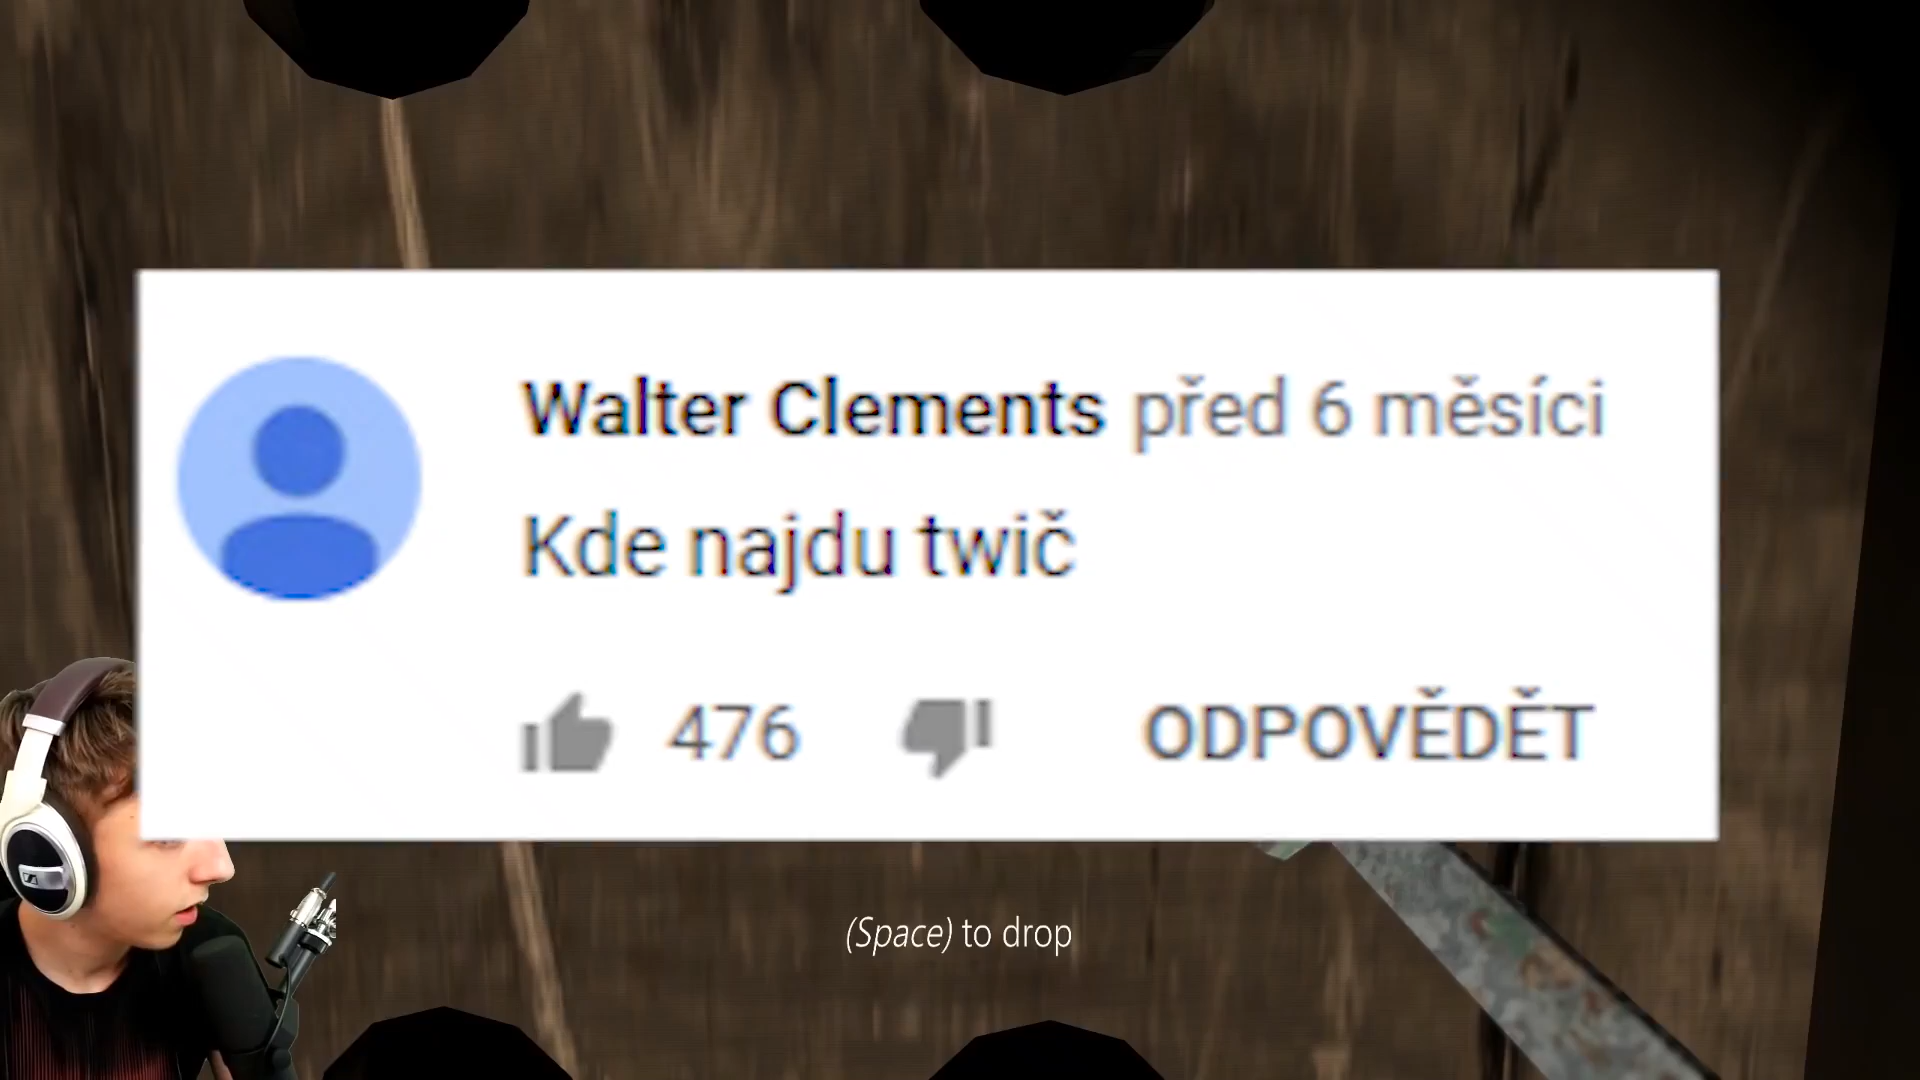 Walter Clements před 6 měsíci
Kde najdu twič
476 ODPOVĚDĚT
(Space) to drop